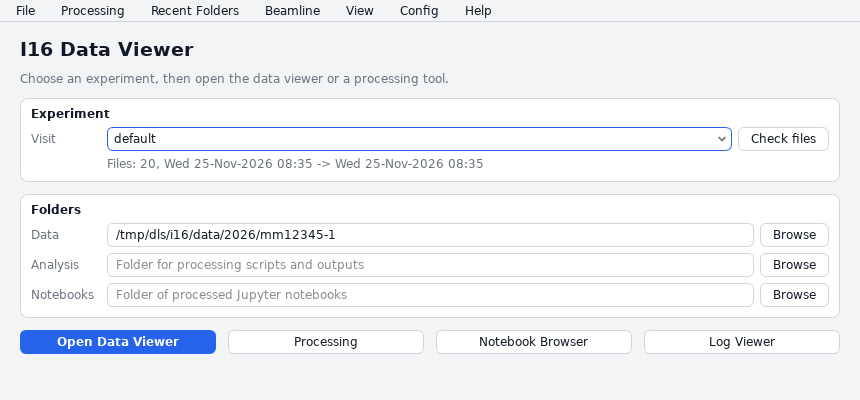 File Processing Recent Folders Beamline View Config Help
I16 Data Viewer
Choose an experiment, then open the data viewer or a processing tool.
Experiment
Visit default Check files
Files: 20, Wed 25-Nov-2026 08:35 -> Wed 25-Nov-2026 08:35
Folders
Data /tmp/dls/i16/data/2026/mm12345-1 Browse
Analysis Folder for processing scripts and outputs Browse
Notebooks Folder of processed Jupyter notebooks Browse
Open Data Viewer Processing Notebook Browser Log Viewer